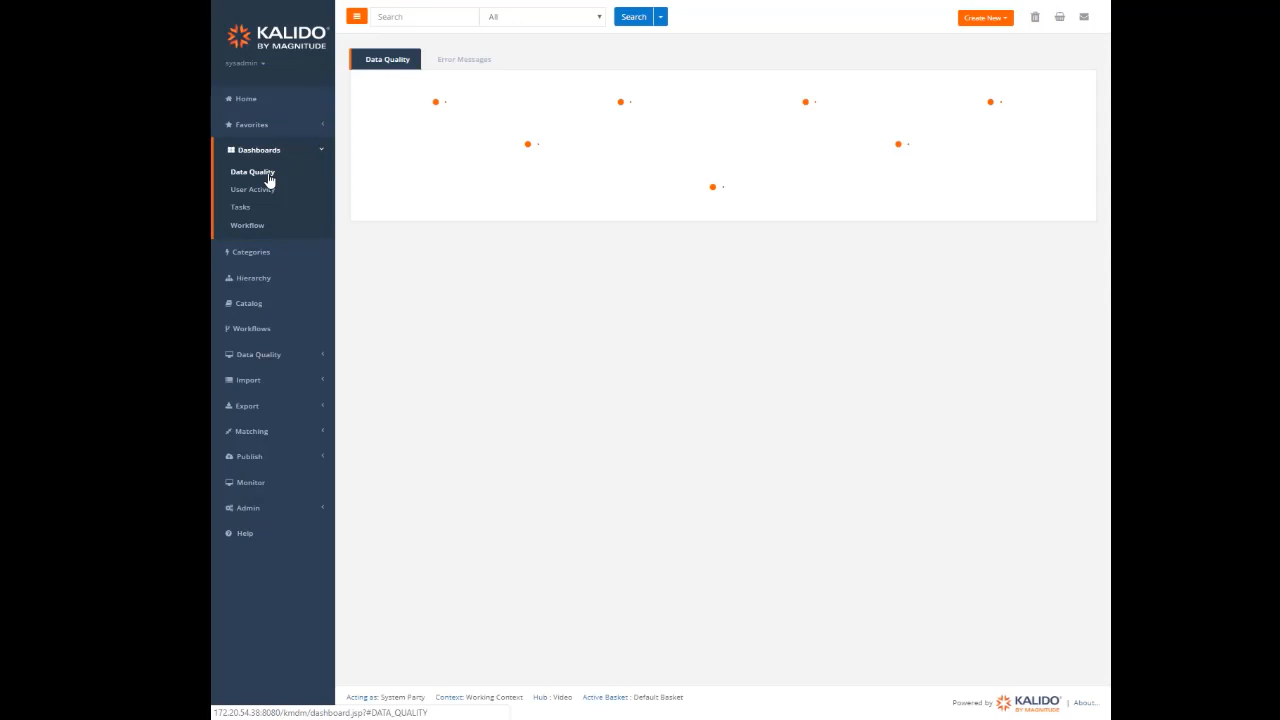 KALIDO
BY MAGNITUDE
sysadmin
Home
Favorites
Dashboards
Data Quality
User Activity
Tasks
Workflow
Categories
Hierarchy
Catalog
Workflows
Data Quality
Import
Export
Matching
Publish
Monitor
Admin
Help
Search All Search Create New
Data Quality Error Messages
Acting as: System Party Context: Working Context Hub : Video Active Basket : Default Basket
Powered by KALIDO BY MAGNITUDE | About...
172.20.54.38:8080/kmdm/dashboard.jsp?#DATA_QUALITY